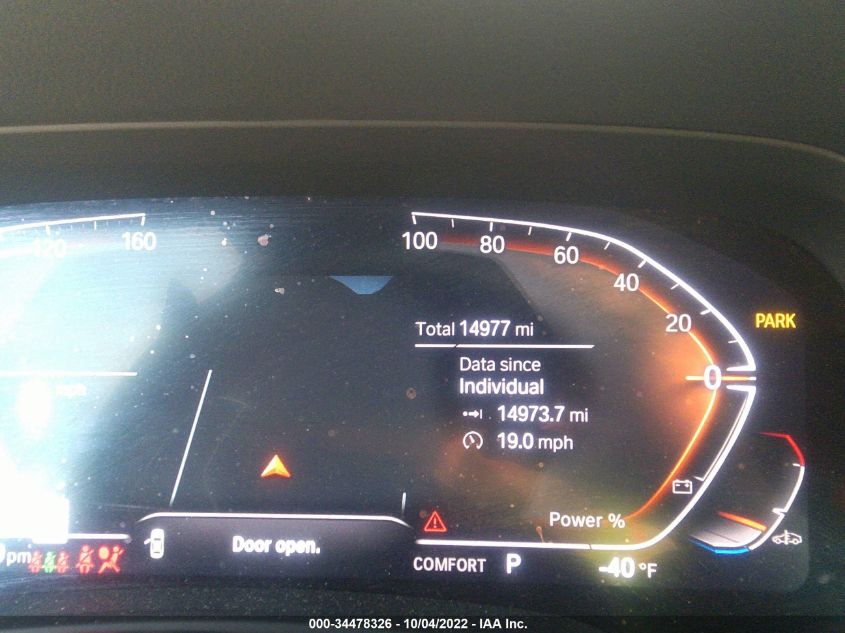 120
160
100
80
60
40
20
0
PARK
Total 14977 mi
Data since
Individual
14973.7 mi
19.0 mph
Power %
pm
Door open.
COMFORT P -40 °F
000-34478326 - 10/04/2022 - IAA Inc.